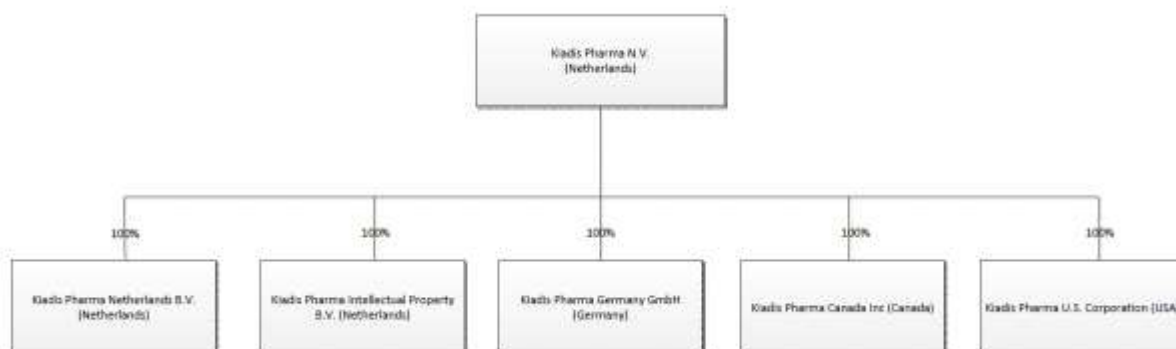 Kiadis Pharma N.V.
(Netherlands)
100%
100%
100%
100%
100%
Kiadis Pharma Netherlands B.V.
(Netherlands)
Kiadis Pharma Intellectual Property
B.V. (Netherlands)
Kiadis Pharma Germany GmbH
(Germany)
Kiadis Pharma Canada Inc (Canada)
Kiadis Pharma U.S. Corporation (USA